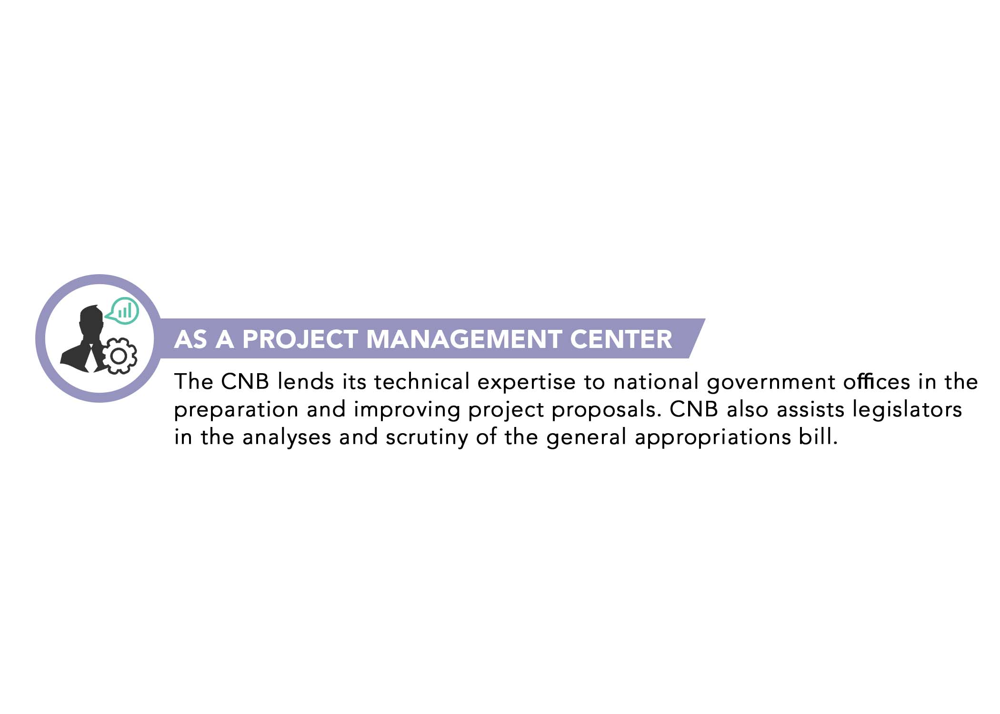 AS A PROJECT MANAGEMENT CENTER
The CNB lends its technical expertise to national government offices in the
preparation and improving project proposals. CNB also assists legislators
in the analyses and scrutiny of the general appropriations bill.